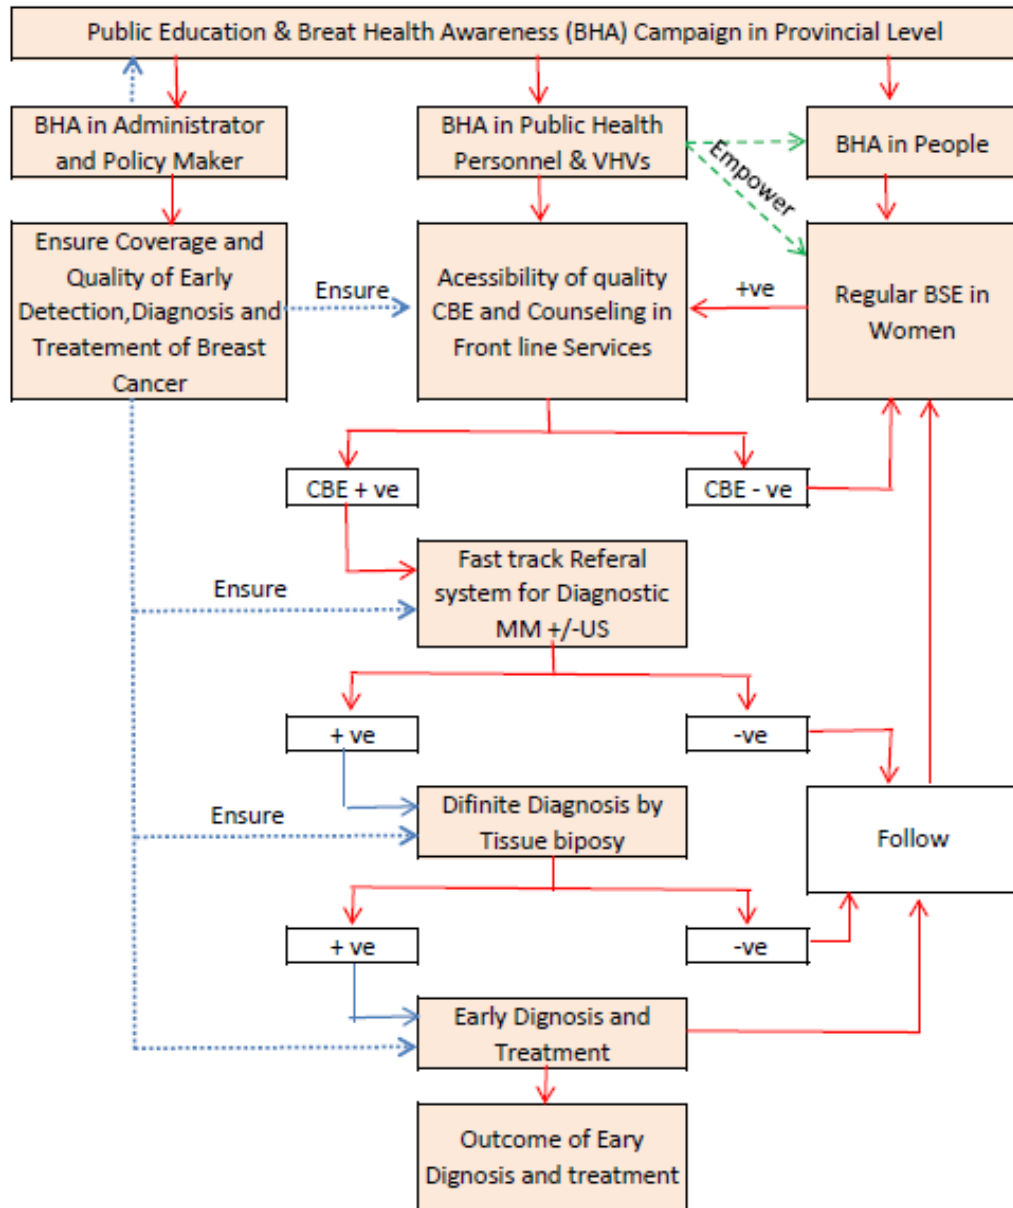 Public Education & Breat Health Awareness (BHA) Campaign in Provincial Level
BHA in Administrator
and Policy Maker
BHA in Public Health
Personnel & VHVs
Empower
BHA in People
Ensure Coverage and
Quality of Early
Detection,Diagnosis and
Treatement of Breast
Cancer
Ensure
Acessibility of quality
CBE and Counseling in
Front line Services
+ve
Regular BSE in
Women
CBE + ve
CBE - ve
Ensure
Fast track Referal
system for Diagnostic
MM +/-US
+ ve
-ve
Ensure
Difinite Diagnosis by
Tissue biposy
Follow
+ ve
-ve
Early Dignosis and
Treatment
Outcome of Eary
Dignosis and treatment